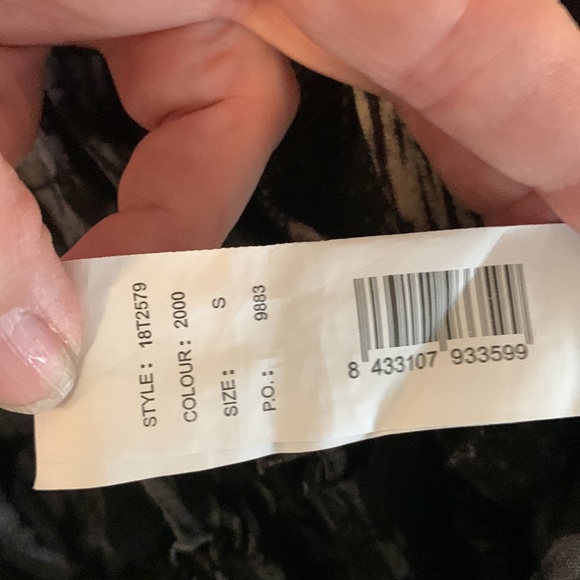 STYLE: 18T2579
COLOUR: 2000
SIZE: S
P.O.: 9883
8 433107 933599